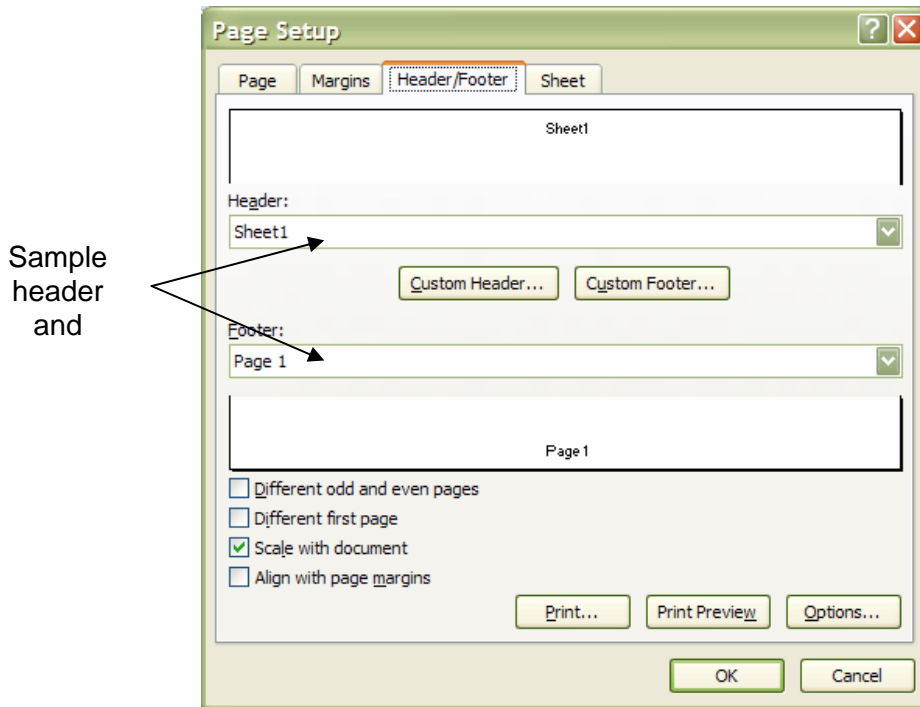 Page Setup
Page Margins Header/Footer Sheet
Sheet1
Header:
Sheet1
Sample
header
and
Custom Header... Custom Footer...
Footer:
Page 1
Page 1
Different odd and even pages
Different first page
Scale with document
Align with page margins
Print... Print Preview Options...
OK Cancel